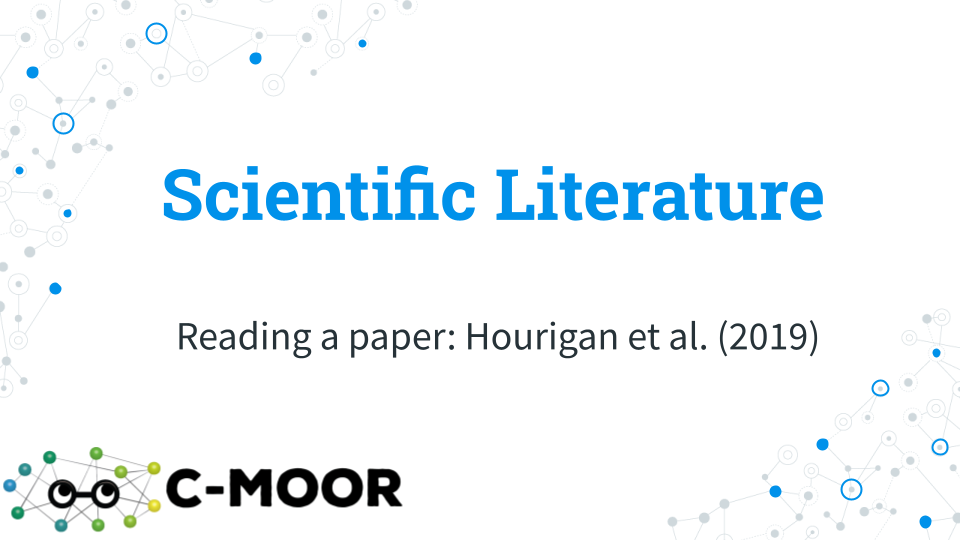 Scientific Literature
Reading a paper: Hourigan et al. (2019)
C-MOOR